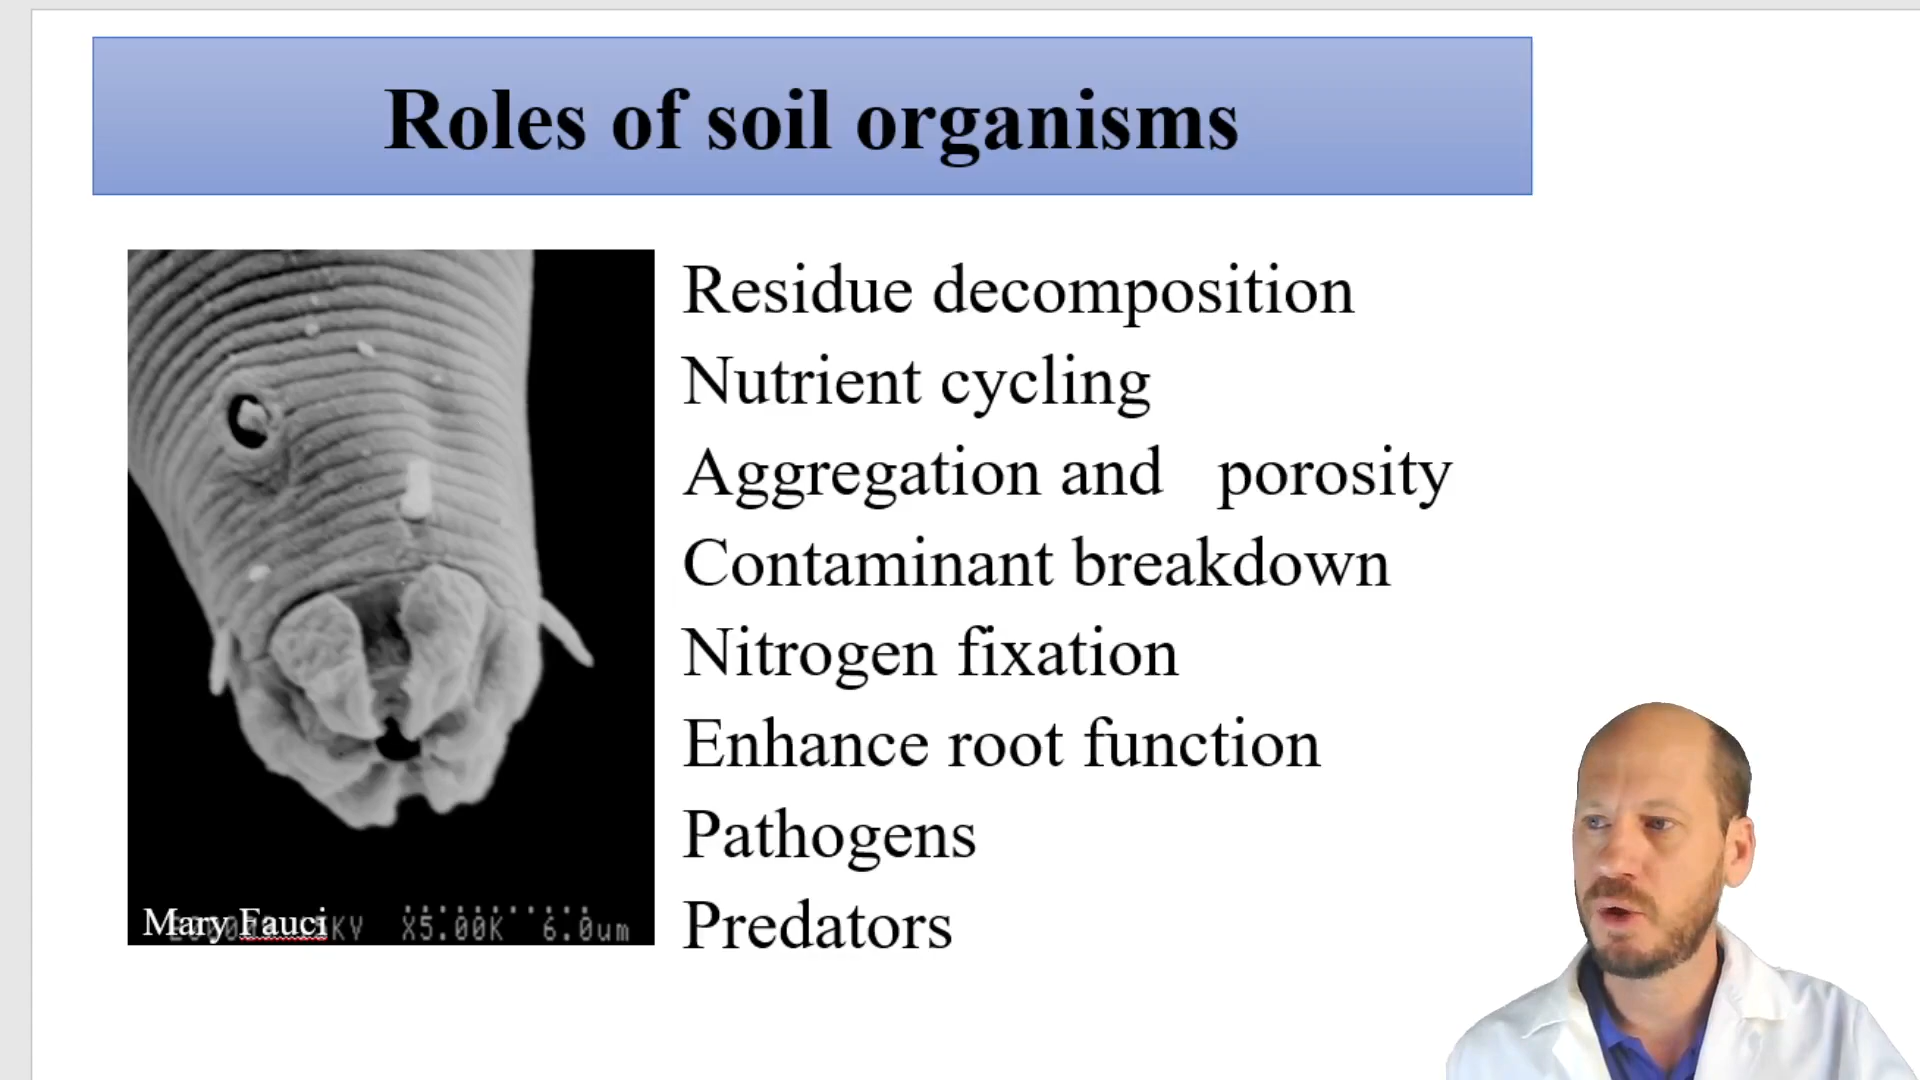 Roles of soil organisms
Residue decomposition
Nutrient cycling
Aggregation and porosity
Contaminant breakdown
Nitrogen fixation
Enhance root function
Pathogens
Predators
Mary Fauci KV X5.00K 6.0um